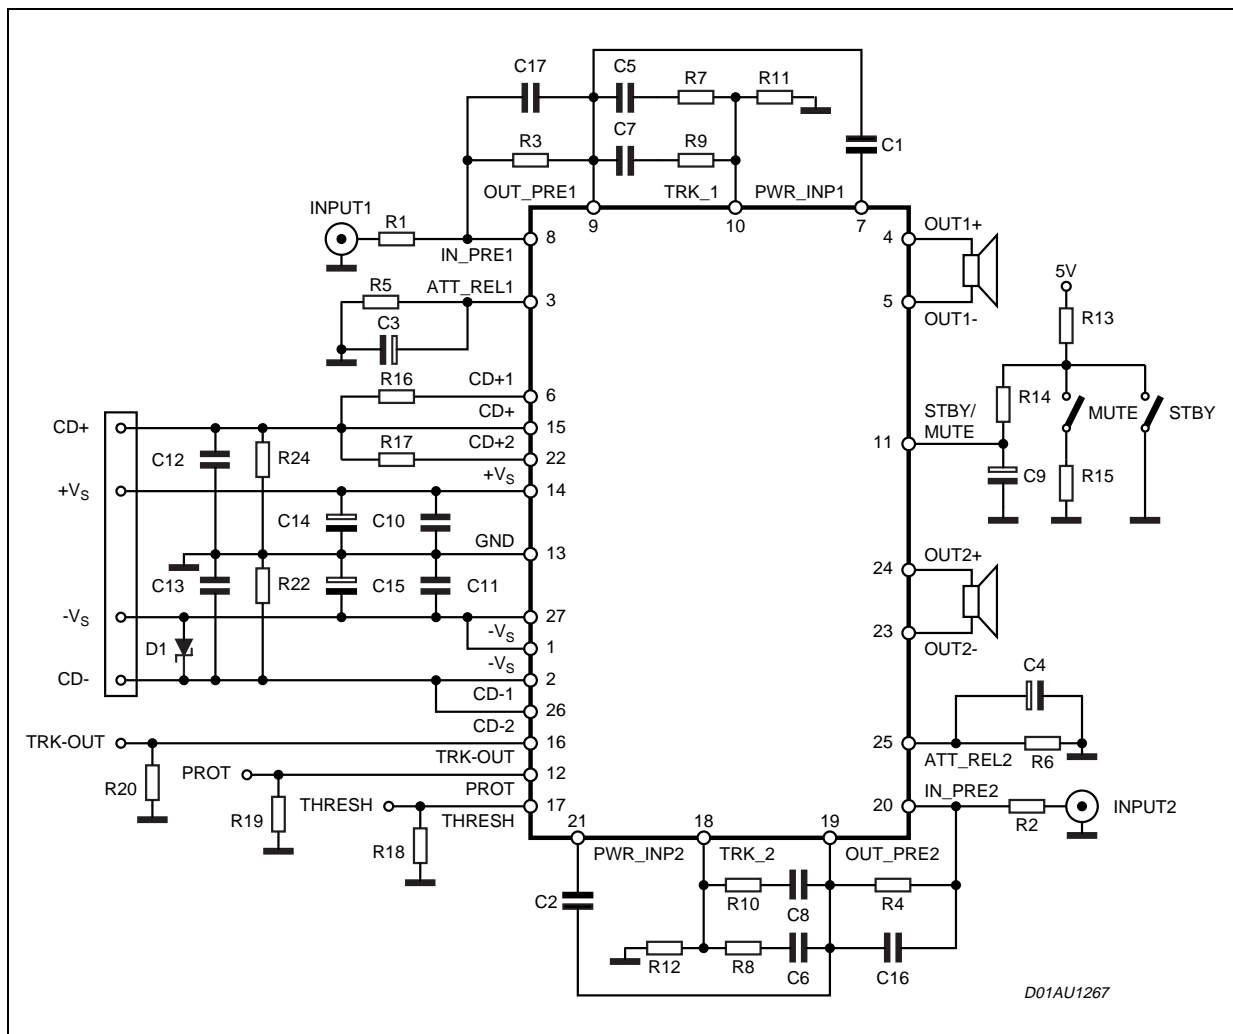 C17
C5
R7
R11
R3
C7
R9
C1
OUT_PRE1
TRK_1
PWR_INP1
9
10
7
INPUT1
R1
8
IN_PRE1
4
OUT1+
R5
ATT_REL1
3
C3
5
OUT1-
5V
R13
R16
CD+1
6
CD+
CD+
15
R17
CD+2
22
C12
R24
R14
MUTE
STBY
STBY/
MUTE
11
C9
R15
+VS
+VS
14
C14
C10
GND
13
C13
R22
C15
C11
OUT2+
24
-VS
27
-VS
D1
1
-VS
23
OUT2-
CD-
2
CD-1
26
CD-2
C4
TRK-OUT
16
TRK-OUT
25
ATT_REL2
R6
R20
PROT
12
PROT
IN_PRE2
THRESH
17
THRESH
20
R2
INPUT2
R19
R18
21
18
19
PWR_INP2
TRK_2
OUT_PRE2
C2
R10
C8
R4
R12
R8
C6
C16
D01AU1267